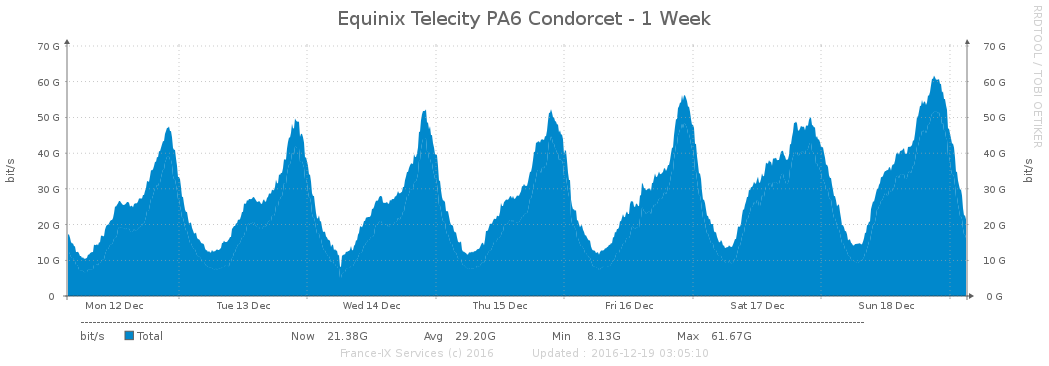 Equinix Telecity PA6 Condorcet - 1 Week
RRDTOOL / TOBI OETIKER
bit/s
70 G
60 G
50 G
40 G
30 G
20 G
10 G
0
70 G
60 G
50 G
40 G
30 G
20 G
10 G
0 G
bit/s
Mon 12 Dec Tue 13 Dec Wed 14 Dec Thu 15 Dec Fri 16 Dec Sat 17 Dec Sun 18 Dec
bit/s Total Now 21.38G Avg 29.20G Min 8.13G Max 61.67G
France-IX Services (c) 2016 Updated : 2016-12-19 03:05:10